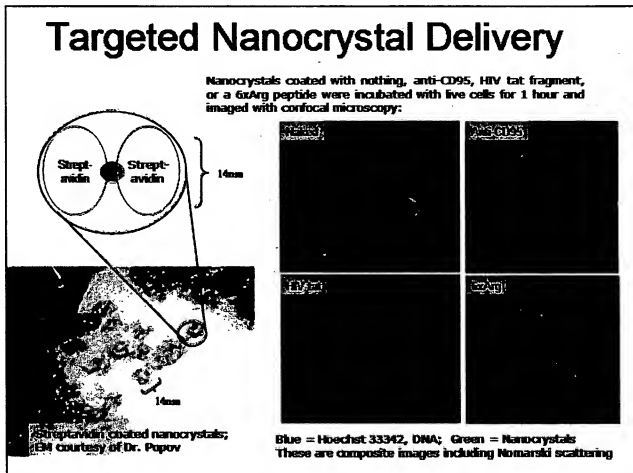 Targeted Nanocrystal Delivery
Nanocrystals coated with nothing, anti-CD95, HIV tat fragment,
or a 6xArg peptide were incubated with live cells for 1 hour and
imaged with confocal microscopy:
Strept-
avidin
Strept-
avidin
14nm
Anti-CD95
HIV tat
6xArg
14nm
Streptavidin coated nanocrystals;
EM courtesy of Dr. Popov
Blue = Hoechst 33342, DNA; Green = Nanocrystals
These are composite images including Nomarski scattering